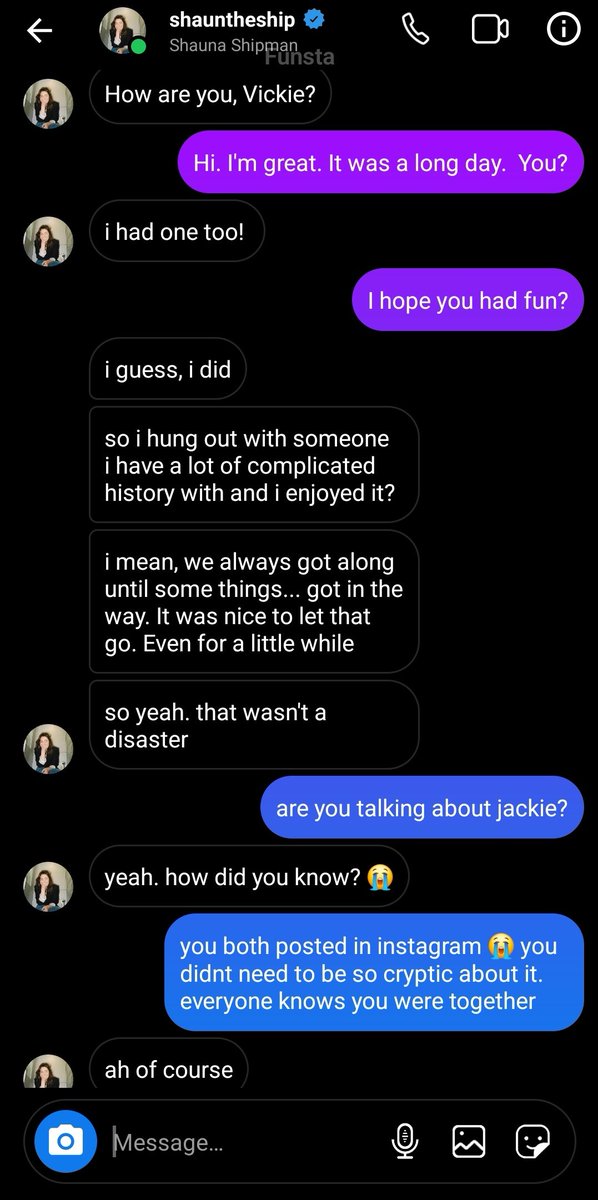 shauntheship
Shauna Shipman
Funsta
How are you, Vickie?
Hi. I'm great. It was a long day.  You?
i had one too!
I hope you had fun?
i guess, i did
so i hung out with someone
i have a lot of complicated
history with and i enjoyed it?
i mean, we always got along
until some things... got in the
way. It was nice to let that
go. Even for a little while
so yeah. that wasn't a
disaster
are you talking about jackie?
yeah. how did you know? 😭
you both posted in instagram 😭 you
didnt need to be so cryptic about it.
everyone knows you were together
ah of course
Message...